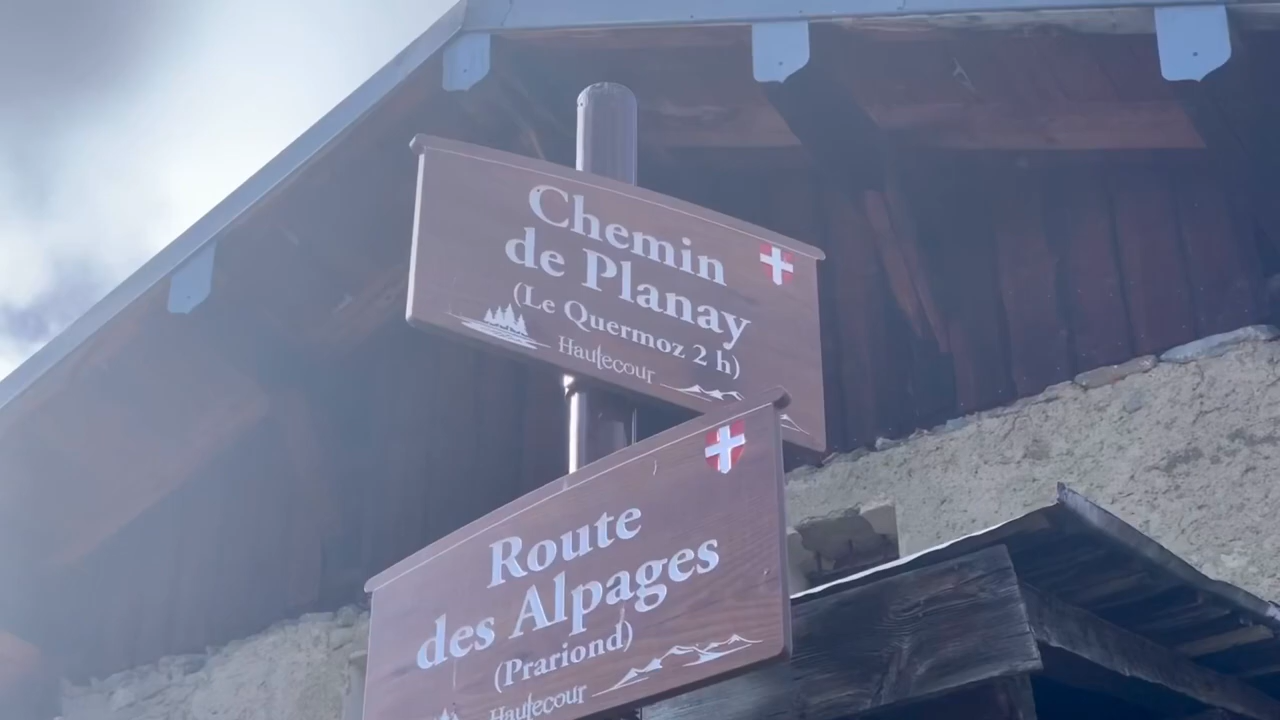 Chemin
de Planay
(Le Quermoz 2 h)
Hautecour
Route
des Alpages
(Prariond)
Hautecour